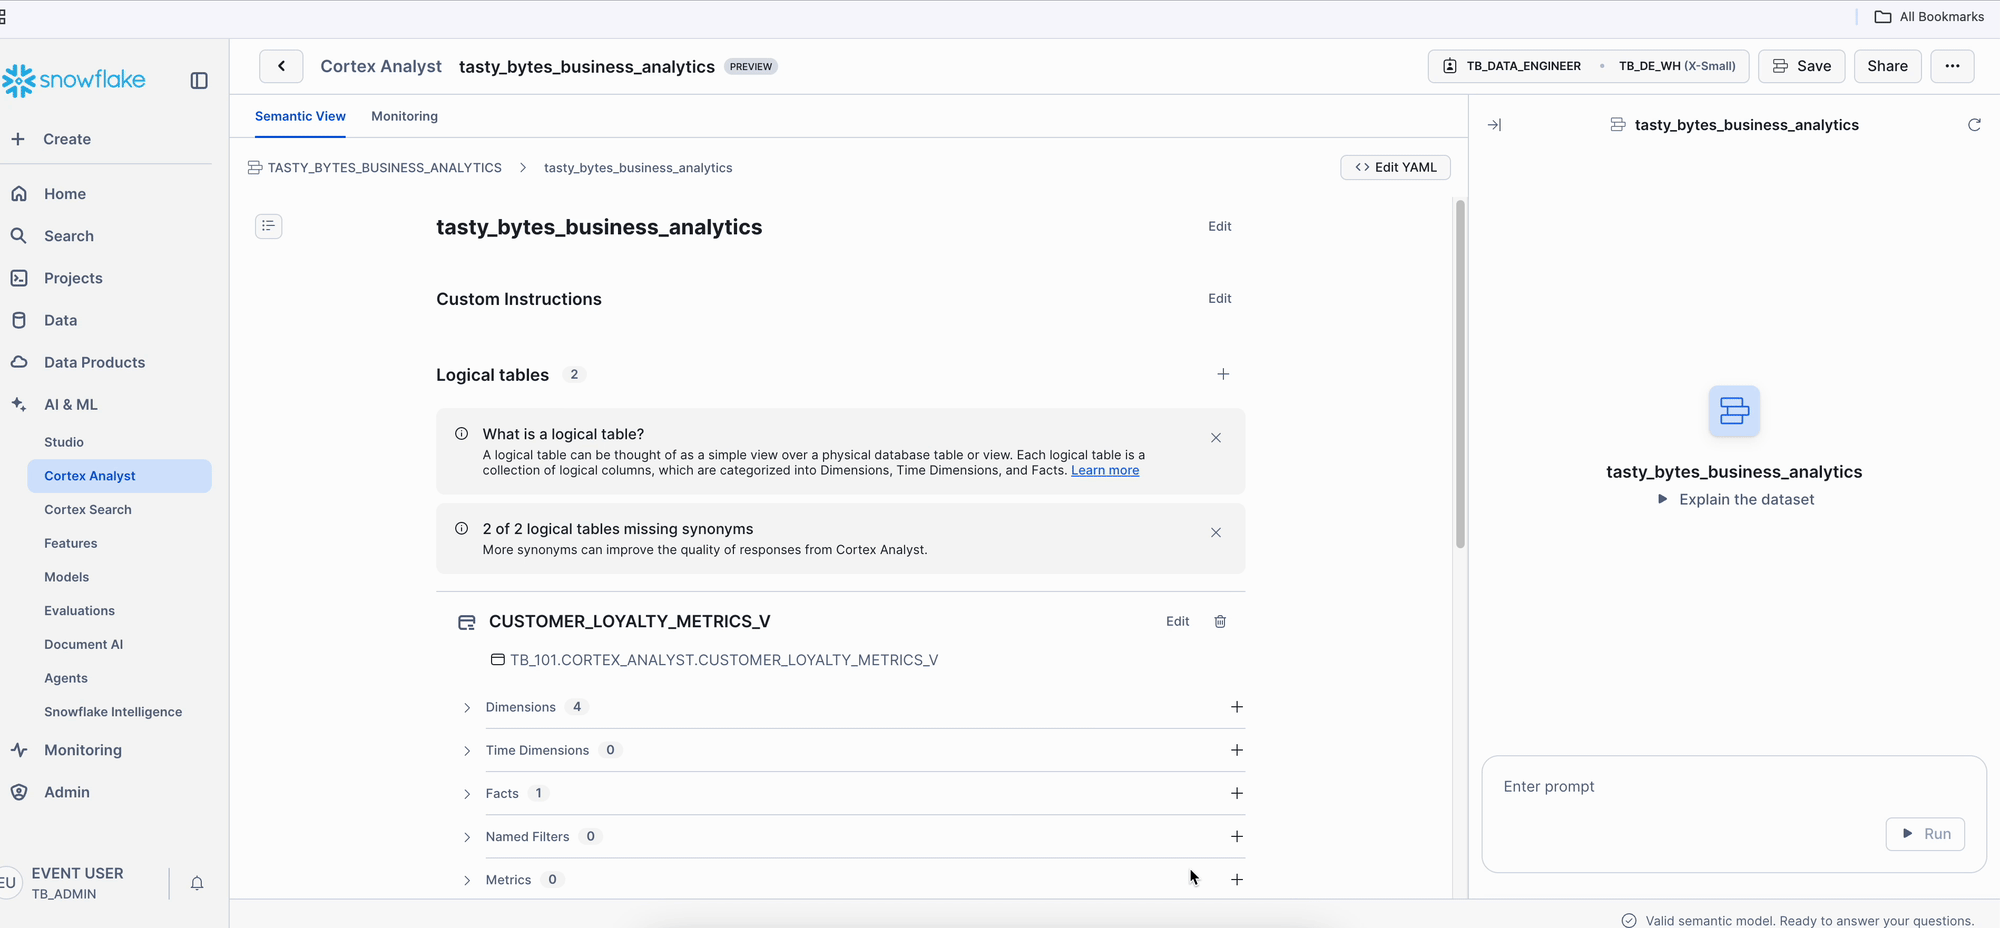 All Bookmarks
snowflake
Create
Home
Search
Projects
Data
Data Products
AI & ML
Studio
Cortex Analyst
Cortex Search
Features
Models
Evaluations
Document AI
Agents
Snowflake Intelligence
Monitoring
Admin
EU
EVENT USER
TB_ADMIN
Cortex Analyst tasty_bytes_business_analytics PREVIEW
TB_DATA_ENGINEER • TB_DE_WH (X-Small)
Save
Share
Semantic View Monitoring
TASTY_BYTES_BUSINESS_ANALYTICS > tasty_bytes_business_analytics
<> Edit YAML
tasty_bytes_business_analytics Edit
Custom Instructions Edit
Logical tables 2
What is a logical table?
A logical table can be thought of as a simple view over a physical database table or view. Each logical table is a
collection of logical columns, which are categorized into Dimensions, Time Dimensions, and Facts. Learn more
2 of 2 logical tables missing synonyms
More synonyms can improve the quality of responses from Cortex Analyst.
CUSTOMER_LOYALTY_METRICS_V Edit
TB_101.CORTEX_ANALYST.CUSTOMER_LOYALTY_METRICS_V
Dimensions 4
Time Dimensions 0
Facts 1
Named Filters 0
Metrics 0
tasty_bytes_business_analytics
tasty_bytes_business_analytics
Explain the dataset
Enter prompt
Run
Valid semantic model. Ready to answer your questions.